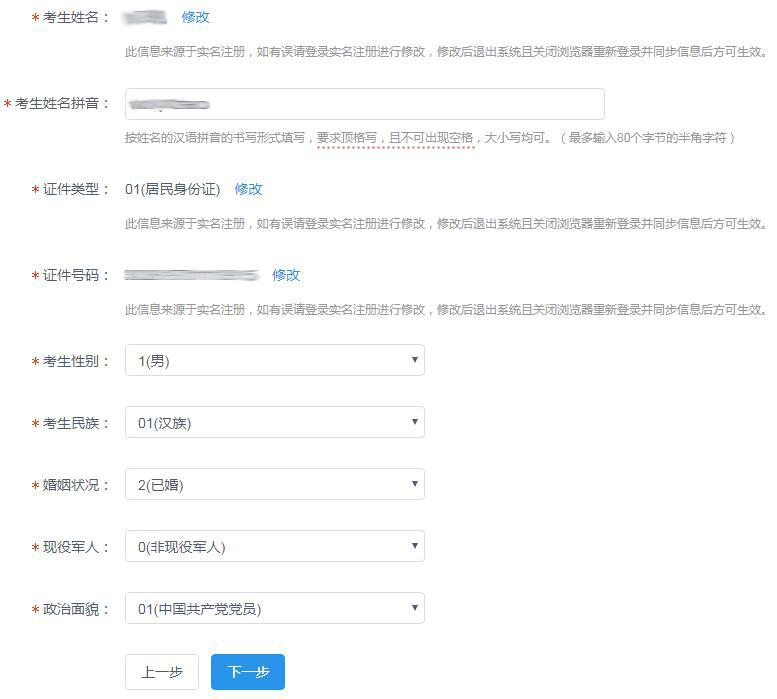 * 考生姓名： 修改
此信息来源于实名注册，如有误请登录实名注册进行修改，修改后退出系统且关闭浏览器重新登录并同步信息后方可生效。
* 考生姓名拼音：
按姓名的汉语拼音的书写形式填写，要求顶格写，且不可出现空格，大小写均可。（最多输入80个字节的半角字符）
* 证件类型： 01(居民身份证) 修改
此信息来源于实名注册，如有误请登录实名注册进行修改，修改后退出系统且关闭浏览器重新登录并同步信息后方可生效。
* 证件号码： 修改
此信息来源于实名注册，如有误请登录实名注册进行修改，修改后退出系统且关闭浏览器重新登录并同步信息后方可生效。
* 考生性别： 1(男)
* 考生民族： 01(汉族)
* 婚姻状况： 2(已婚)
* 现役军人： 0(非现役军人)
* 政治面貌： 01(中国共产党党员)
上一步 下一步